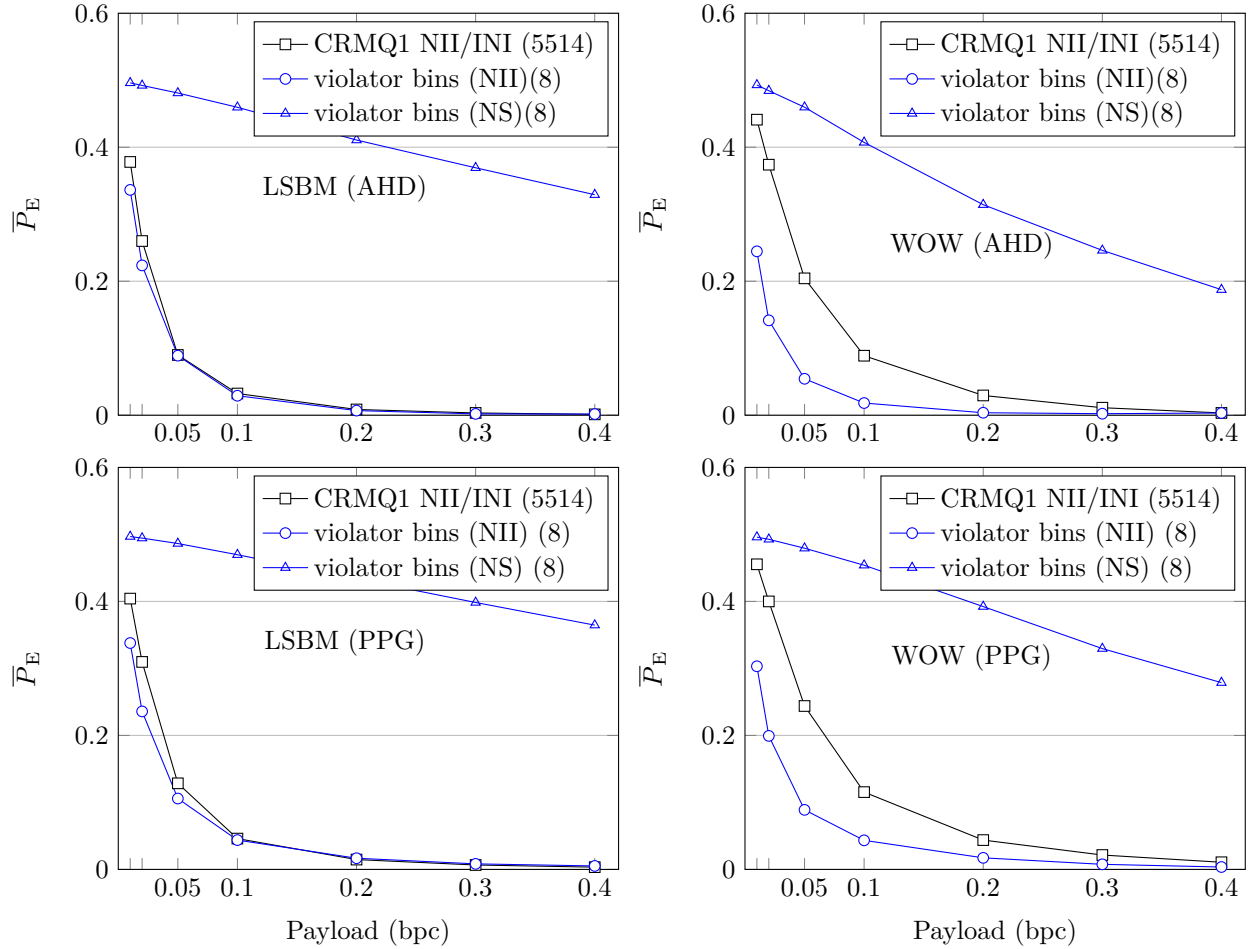 0.6
CRMQ1 NII/INI (5514)
violator bins (NII)(8)
violator bins (NS)(8)
0.4
LSBM (AHD)
P̅_E
0.2
0
0.05 0.1 0.2 0.3 0.4
0.6
CRMQ1 NII/INI (5514)
violator bins (NII)(8)
violator bins (NS)(8)
0.4
WOW (AHD)
P̅_E
0.2
0
0.05 0.1 0.2 0.3 0.4
0.6
CRMQ1 NII/INI (5514)
violator bins (NII) (8)
violator bins (NS) (8)
0.4
LSBM (PPG)
P̅_E
0.2
0
0.05 0.1 0.2 0.3 0.4
Payload (bpc)
0.6
CRMQ1 NII/INI (5514)
violator bins (NII) (8)
violator bins (NS) (8)
0.4
WOW (PPG)
P̅_E
0.2
0
0.05 0.1 0.2 0.3 0.4
Payload (bpc)